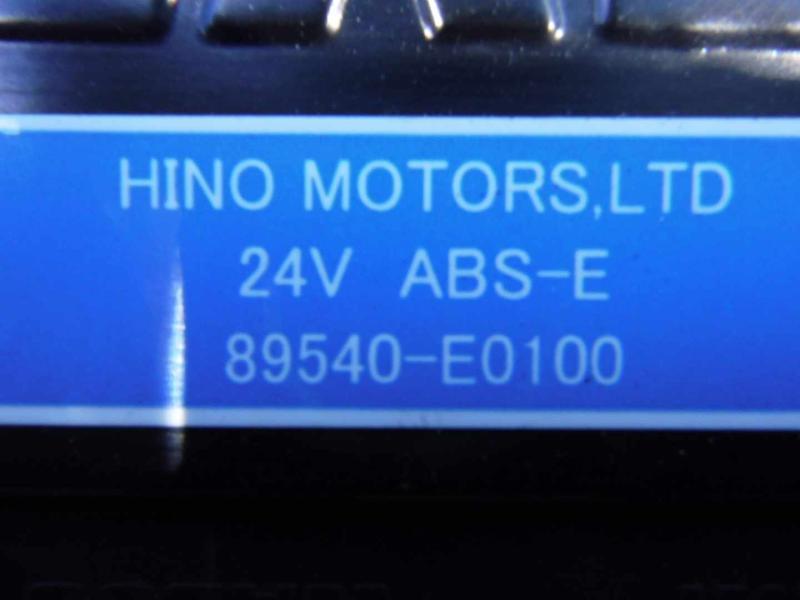 HINO MOTORS,LTD
24V ABS-E
89540-E0100